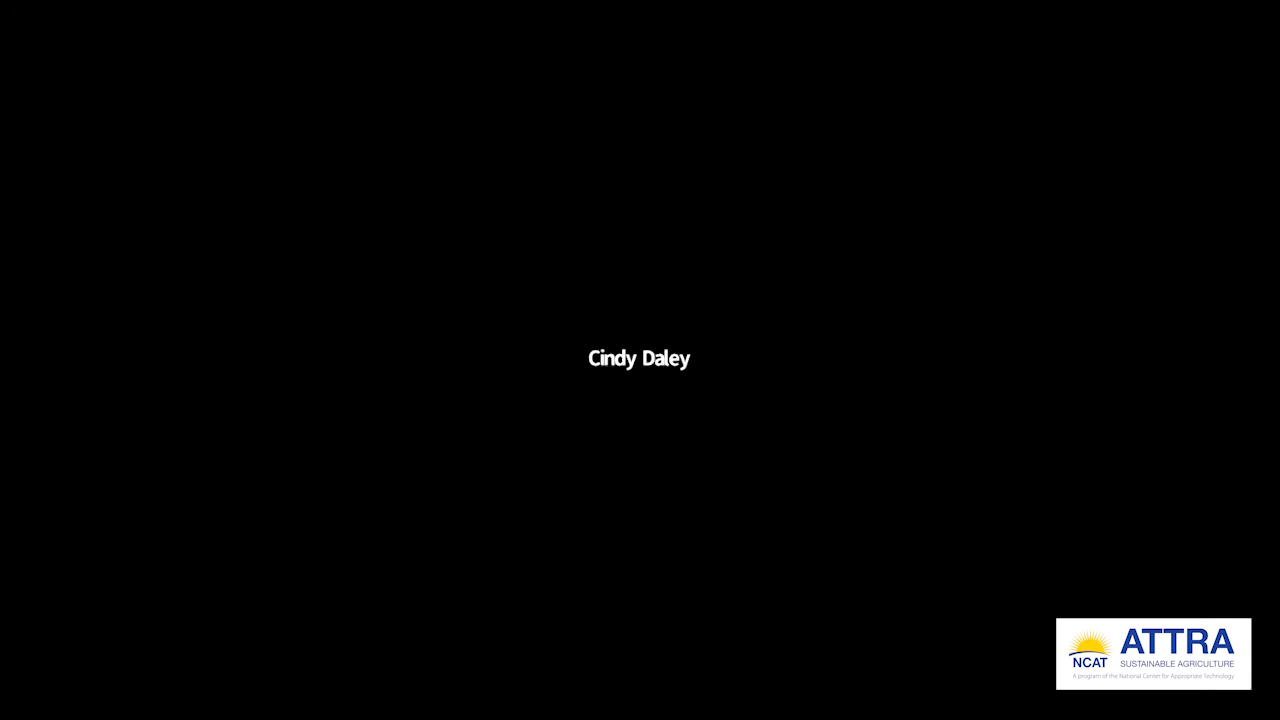 Cindy Daley
NCAT
ATTRA
SUSTAINABLE AGRICULTURE
A program of the National Center for Appropriate Technology